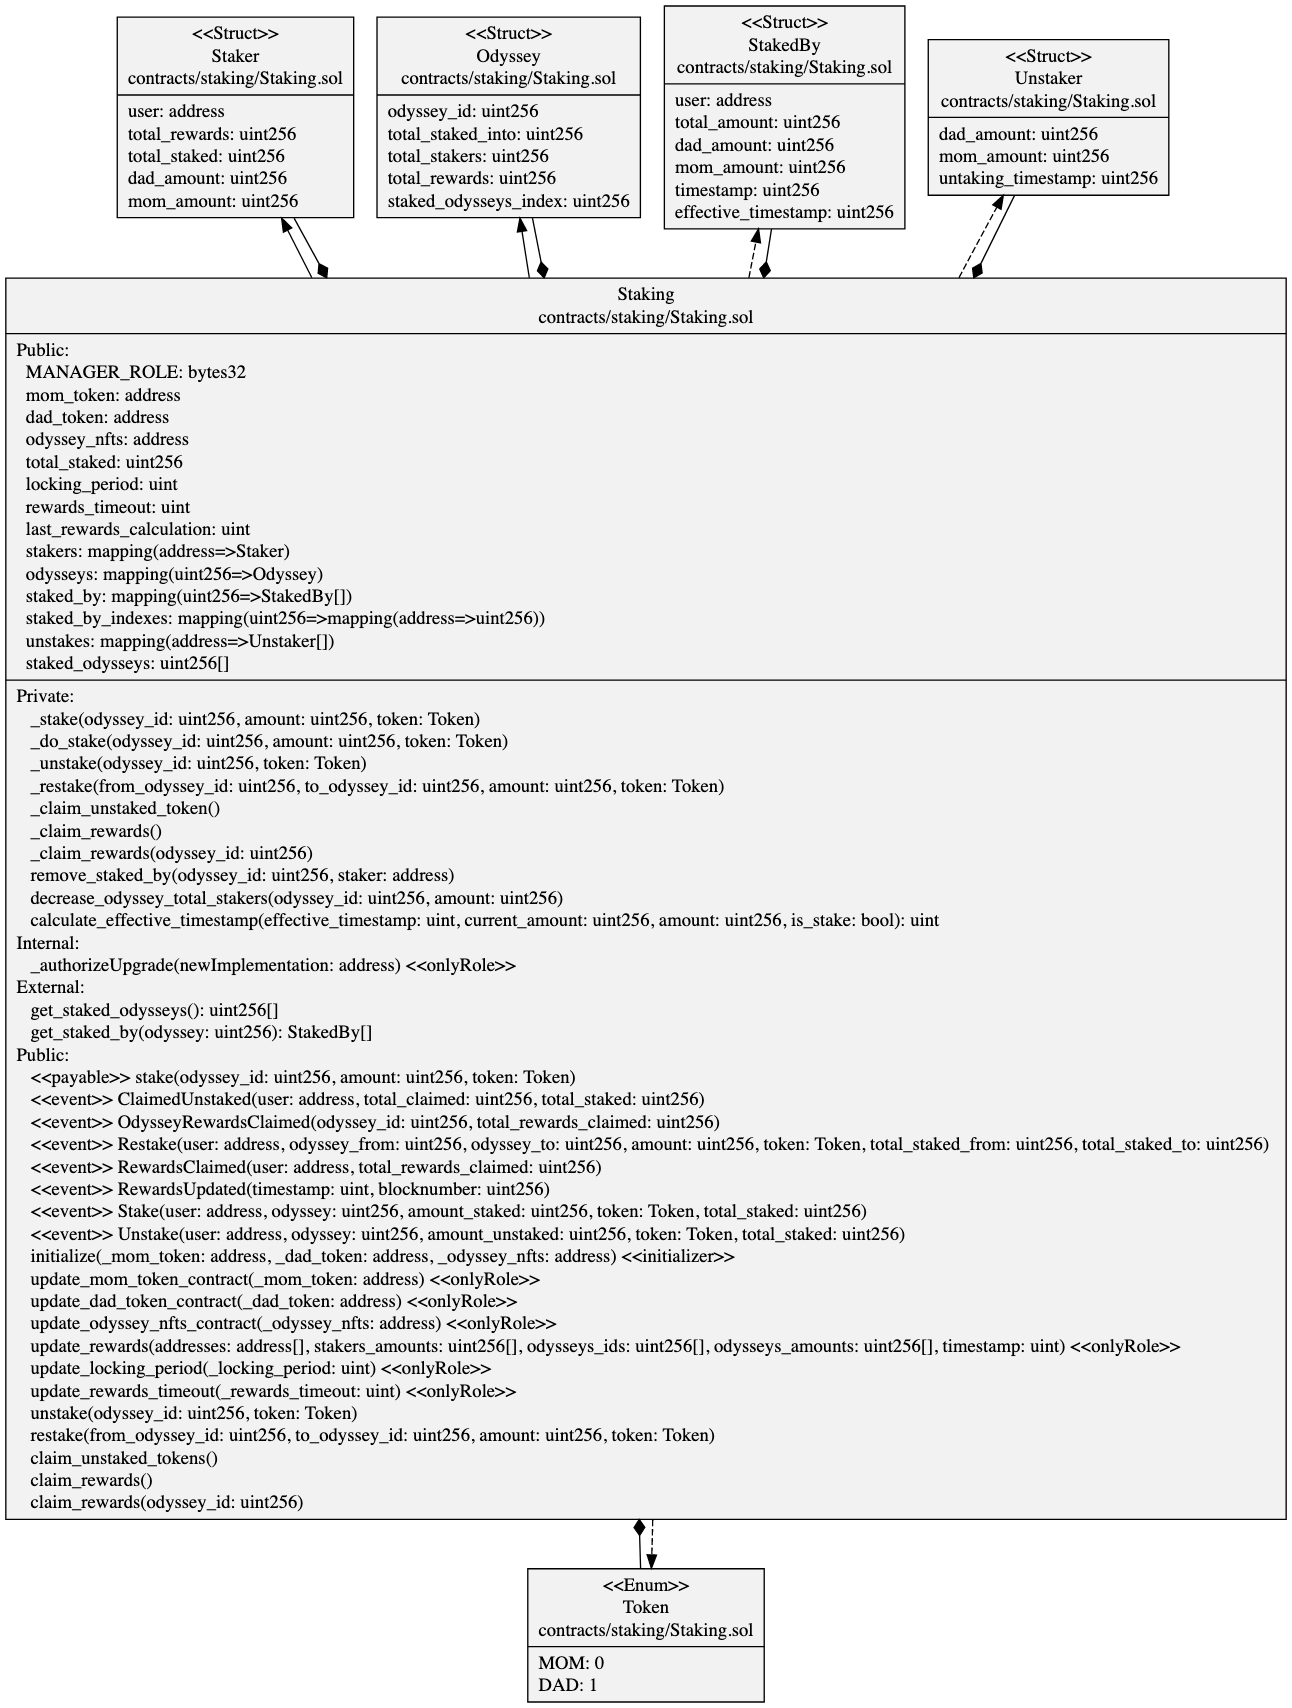 <<Struct>>
Staker
contracts/staking/Staking.sol
user: address
total_rewards: uint256
total_staked: uint256
dad_amount: uint256
mom_amount: uint256
<<Struct>>
Odyssey
contracts/staking/Staking.sol
odyssey_id: uint256
total_staked_into: uint256
total_stakers: uint256
total_rewards: uint256
staked_odysseys_index: uint256
<<Struct>>
StakedBy
contracts/staking/Staking.sol
user: address
total_amount: uint256
dad_amount: uint256
mom_amount: uint256
timestamp: uint256
effective_timestamp: uint256
<<Struct>>
Unstaker
contracts/staking/Staking.sol
dad_amount: uint256
mom_amount: uint256
untaking_timestamp: uint256
Staking
contracts/staking/Staking.sol
Public:
MANAGER_ROLE: bytes32
mom_token: address
dad_token: address
odyssey_nfts: address
total_staked: uint256
locking_period: uint
rewards_timeout: uint
last_rewards_calculation: uint
stakers: mapping(address=>Staker)
odysseys: mapping(uint256=>Odyssey)
staked_by: mapping(uint256=>StakedBy[])
staked_by_indexes: mapping(uint256=>mapping(address=>uint256))
unstakes: mapping(address=>Unstaker[])
staked_odysseys: uint256[]
Private:
_stake(odyssey_id: uint256, amount: uint256, token: Token)
_do_stake(odyssey_id: uint256, amount: uint256, token: Token)
_unstake(odyssey_id: uint256, token: Token)
_restake(from_odyssey_id: uint256, to_odyssey_id: uint256, amount: uint256, token: Token)
_claim_unstaked_token()
_claim_rewards()
_claim_rewards(odyssey_id: uint256)
remove_staked_by(odyssey_id: uint256, staker: address)
decrease_odyssey_total_stakers(odyssey_id: uint256, amount: uint256)
calculate_effective_timestamp(effective_timestamp: uint, current_amount: uint256, amount: uint256, is_stake: bool): uint
Internal:
_authorizeUpgrade(newImplementation: address) <<onlyRole>>
External:
get_staked_odysseys(): uint256[]
get_staked_by(odyssey: uint256): StakedBy[]
Public:
<<payable>> stake(odyssey_id: uint256, amount: uint256, token: Token)
<<event>> ClaimedUnstaked(user: address, total_claimed: uint256, total_staked: uint256)
<<event>> OdysseyRewardsClaimed(odyssey_id: uint256, total_rewards_claimed: uint256)
<<event>> Restake(user: address, odyssey_from: uint256, odyssey_to: uint256, amount: uint256, token: Token, total_staked_from: uint256, total_staked_to: uint256)
<<event>> RewardsClaimed(user: address, total_rewards_claimed: uint256)
<<event>> RewardsUpdated(timestamp: uint, blocknumber: uint256)
<<event>> Stake(user: address, odyssey: uint256, amount_staked: uint256, token: Token, total_staked: uint256)
<<event>> Unstake(user: address, odyssey: uint256, amount_unstaked: uint256, token: Token, total_staked: uint256)
initialize(_mom_token: address, _dad_token: address, _odyssey_nfts: address) <<initializer>>
update_mom_token_contract(_mom_token: address) <<onlyRole>>
update_dad_token_contract(_dad_token: address) <<onlyRole>>
update_odyssey_nfts_contract(_odyssey_nfts: address) <<onlyRole>>
update_rewards(addresses: address[], stakers_amounts: uint256[], odysseys_ids: uint256[], odysseys_amounts: uint256[], timestamp: uint) <<onlyRole>>
update_locking_period(_locking_period: uint) <<onlyRole>>
update_rewards_timeout(_rewards_timeout: uint) <<onlyRole>>
unstake(odyssey_id: uint256, token: Token)
restake(from_odyssey_id: uint256, to_odyssey_id: uint256, amount: uint256, token: Token)
claim_unstaked_tokens()
claim_rewards()
claim_rewards(odyssey_id: uint256)
<<Enum>>
Token
contracts/staking/Staking.sol
MOM: 0
DAD: 1